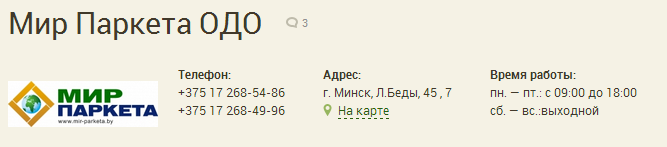 Мир Паркета ОДО 3
МИР
ПАРКЕТА
www.mir-parketa.by
Телефон:
+375 17 268-54-86
+375 17 268-49-96
Адрес:
г. Минск, Л.Беды, 45 , 7
На карте
Время работы:
пн. — пт.: с 09:00 до 18:00
сб. — вс.:выходной